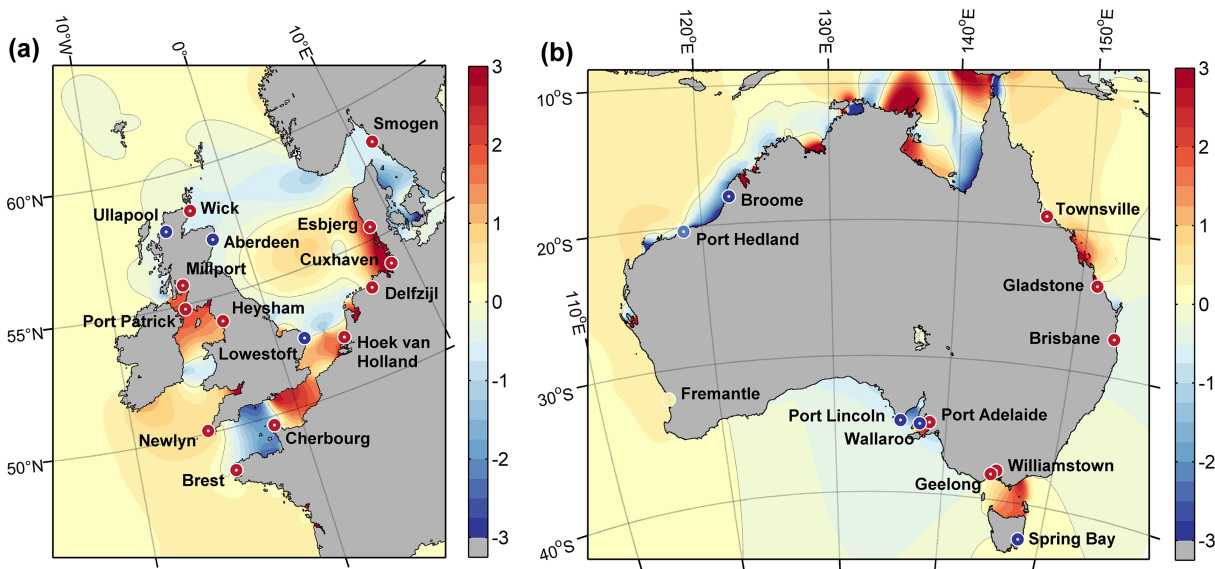 (a)
10°W
0°
10°E
60°N
55°N
50°N
Smogen
Ullapool
Wick
Aberdeen
Esbjerg
Cuxhaven
Millport
Delfzijl
Port Patrick
Heysham
Lowestoft
Hoek van
Holland
Newlyn
Cherbourg
Brest
3
2
1
0
-1
-2
-3
(b)
120°E
130°E
140°E
150°E
10°S
20°S
110°E
30°S
40°S
Broome
Port Hedland
Townsville
Gladstone
Brisbane
Fremantle
Port Lincoln
Port Adelaide
Wallaroo
Williamstown
Geelong
Spring Bay
3
2
1
0
-1
-2
-3